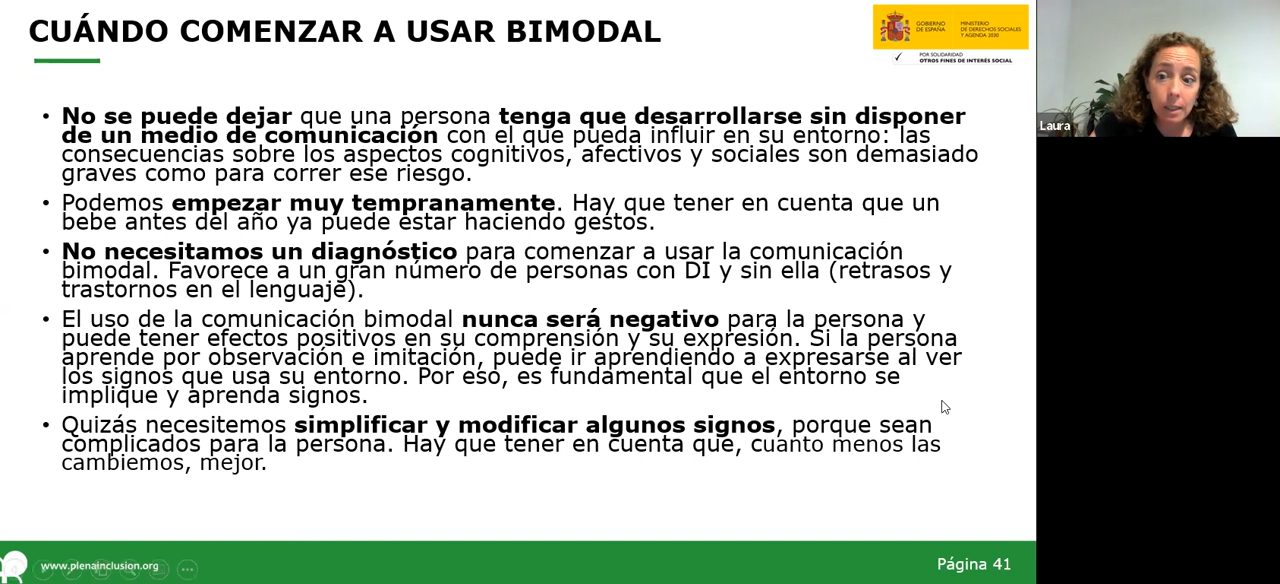 CUÁNDO COMENZAR A USAR BIMODAL
GOBIERNO
DE ESPAÑA
MINISTERIO
DE DERECHOS SOCIALES
Y AGENDA 2030
POR SOLIDARIDAD
OTROS FINES DE INTERÉS SOCIAL
Laura
• No se puede dejar que una persona tenga que desarrollarse sin disponer
de un medio de comunicación con el que pueda influir en su entorno: las
consecuencias sobre los aspectos cognitivos, afectivos y sociales son demasiado
graves como para correr ese riesgo.
• Podemos empezar muy tempranamente. Hay que tener en cuenta que un
bebe antes del año ya puede estar haciendo gestos.
• No necesitamos un diagnóstico para comenzar a usar la comunicación
bimodal. Favorece a un gran número de personas con DI y sin ella (retrasos y
trastornos en el lenguaje).
• El uso de la comunicación bimodal nunca será negativo para la persona y
puede tener efectos positivos en su comprensión y su expresión. Si la persona
aprende por observación e imitación, puede ir aprendiendo a expresarse al ver
los signos que usa su entorno. Por eso, es fundamental que el entorno se
implique y aprenda signos.
• Quizás necesitemos simplificar y modificar algunos signos, porque sean
complicados para la persona. Hay que tener en cuenta que, cuanto menos las
cambiemos, mejor.
www.plenainclusion.org
Página 41